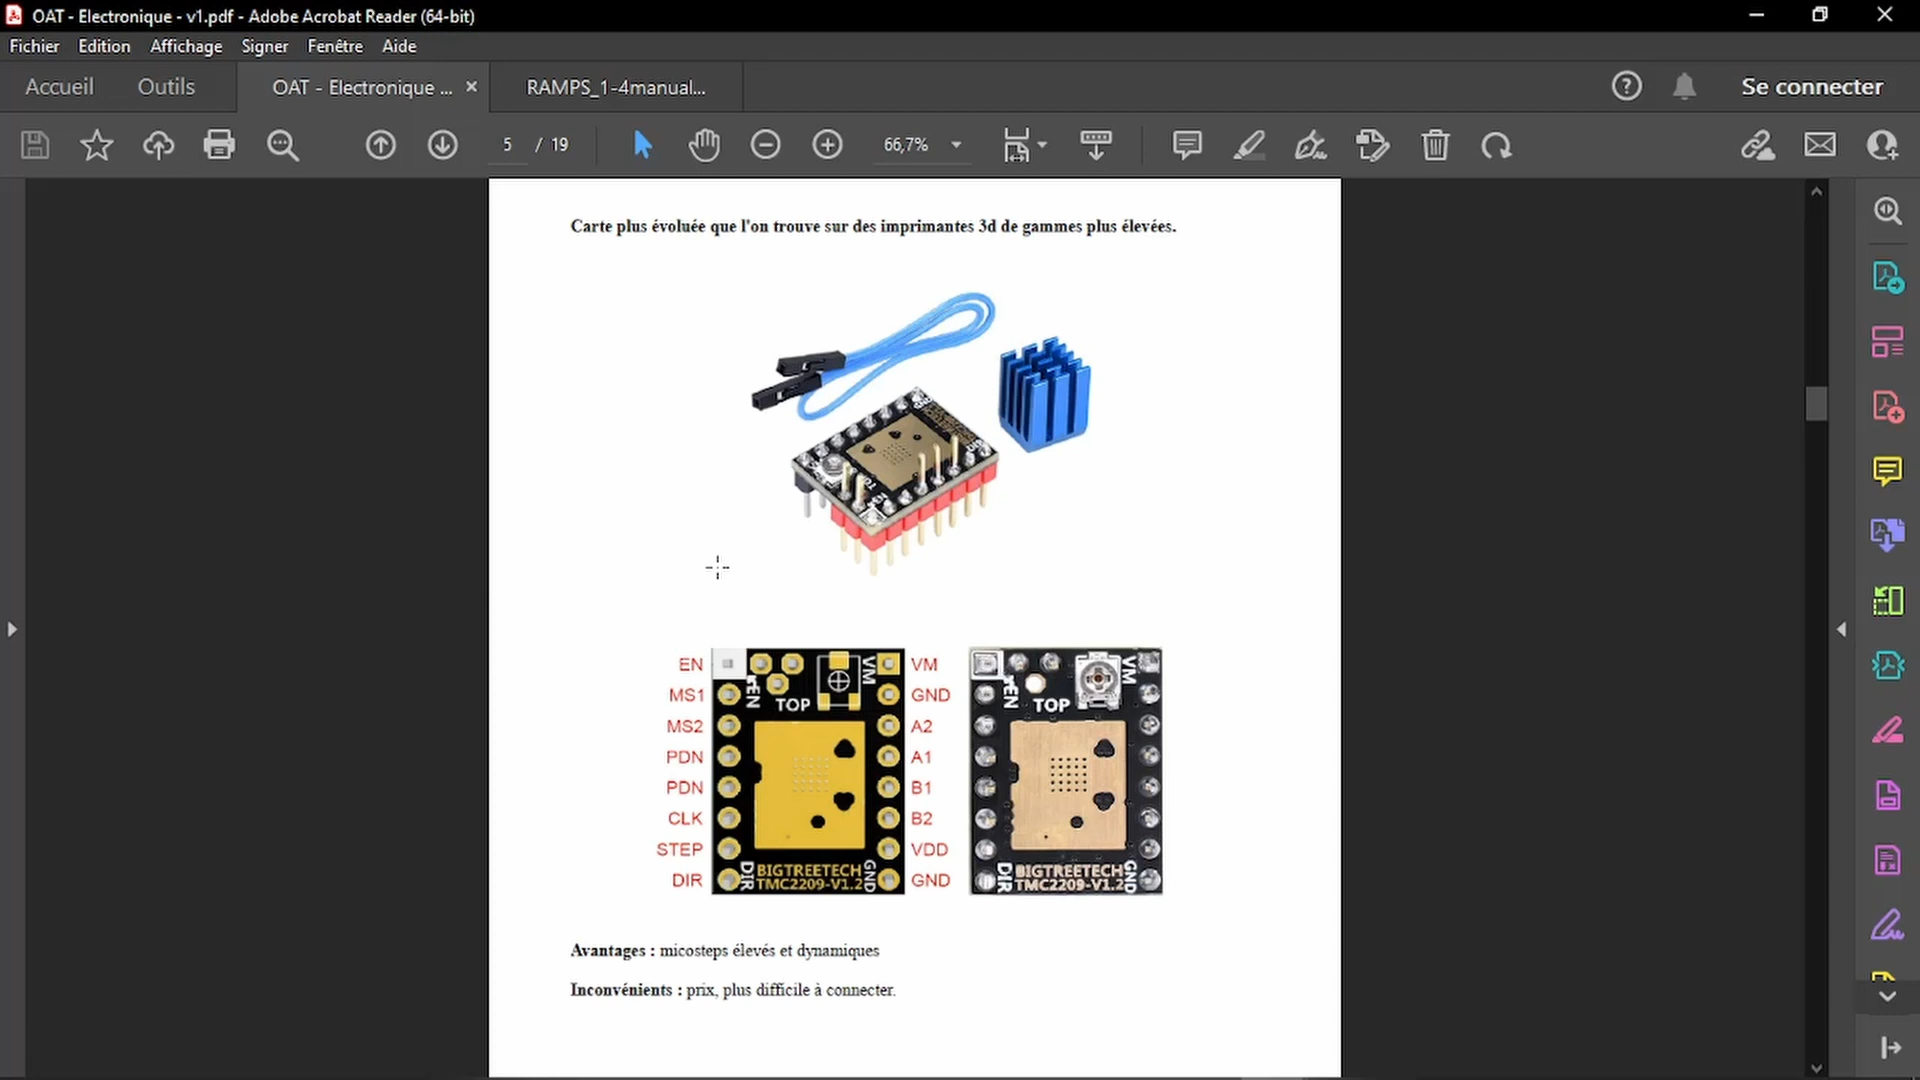 OAT - Electronique - v1.pdf - Adobe Acrobat Reader (64-bit)
Fichier Edition Affichage Signer Fenêtre Aide
Accueil Outils OAT - Electronique ... RAMPS_1-4manual... Se connecter
5 / 19 66,7%
Carte plus évoluée que l'on trouve sur des imprimantes 3d de gammes plus élevées.
EN VM VM VM
MS1 EN GND EN
TOP TOP
MS2 A2
PDN A1
PDN B1
CLK B2
STEP VDD
DIR DIR BIGTREETECH GND GND DIR BIGTREETECH GND
TMC2209-V1.2 TMC2209-V1.2
Avantages : micosteps élevés et dynamiques
Inconvénients : prix, plus difficile à connecter.